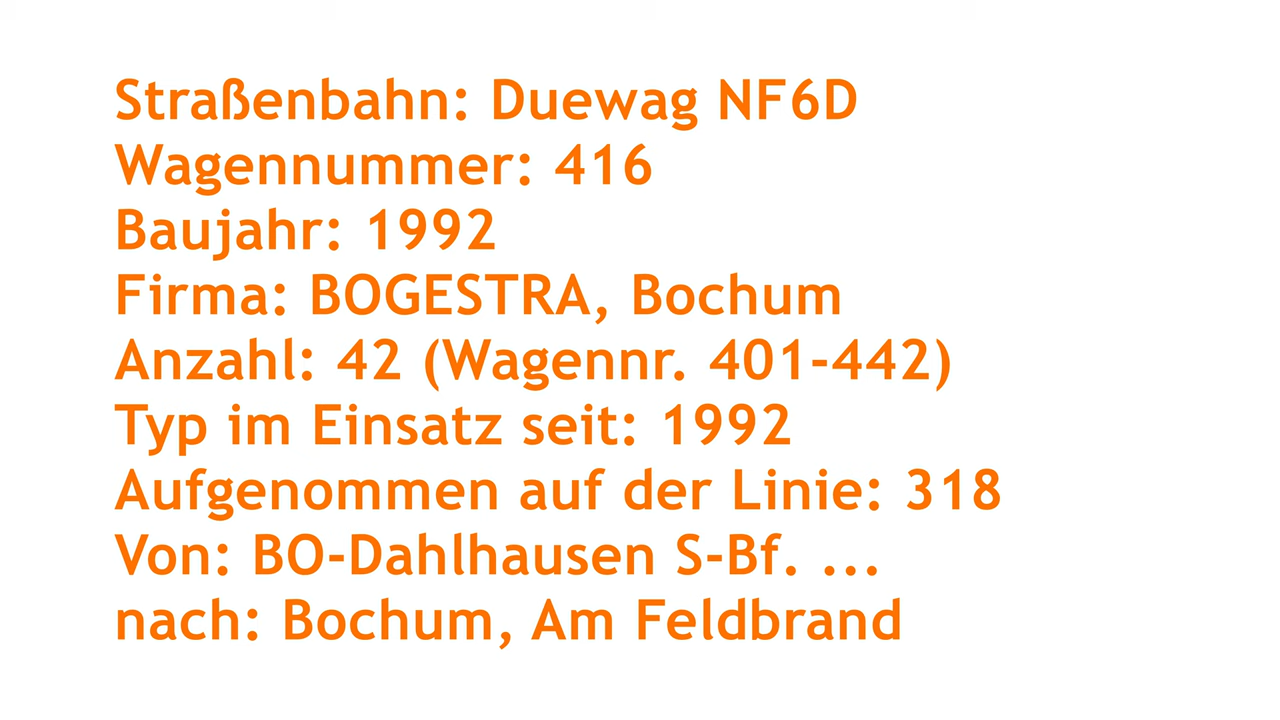 Straßenbahn: Duewag NF6D
Wagennummer: 416
Baujahr: 1992
Firma: BOGESTRA, Bochum
Anzahl: 42 (Wagennr. 401-442)
Typ im Einsatz seit: 1992
Aufgenommen auf der Linie: 318
Von: BO-Dahlhausen S-Bf. ...
nach: Bochum, Am Feldbrand